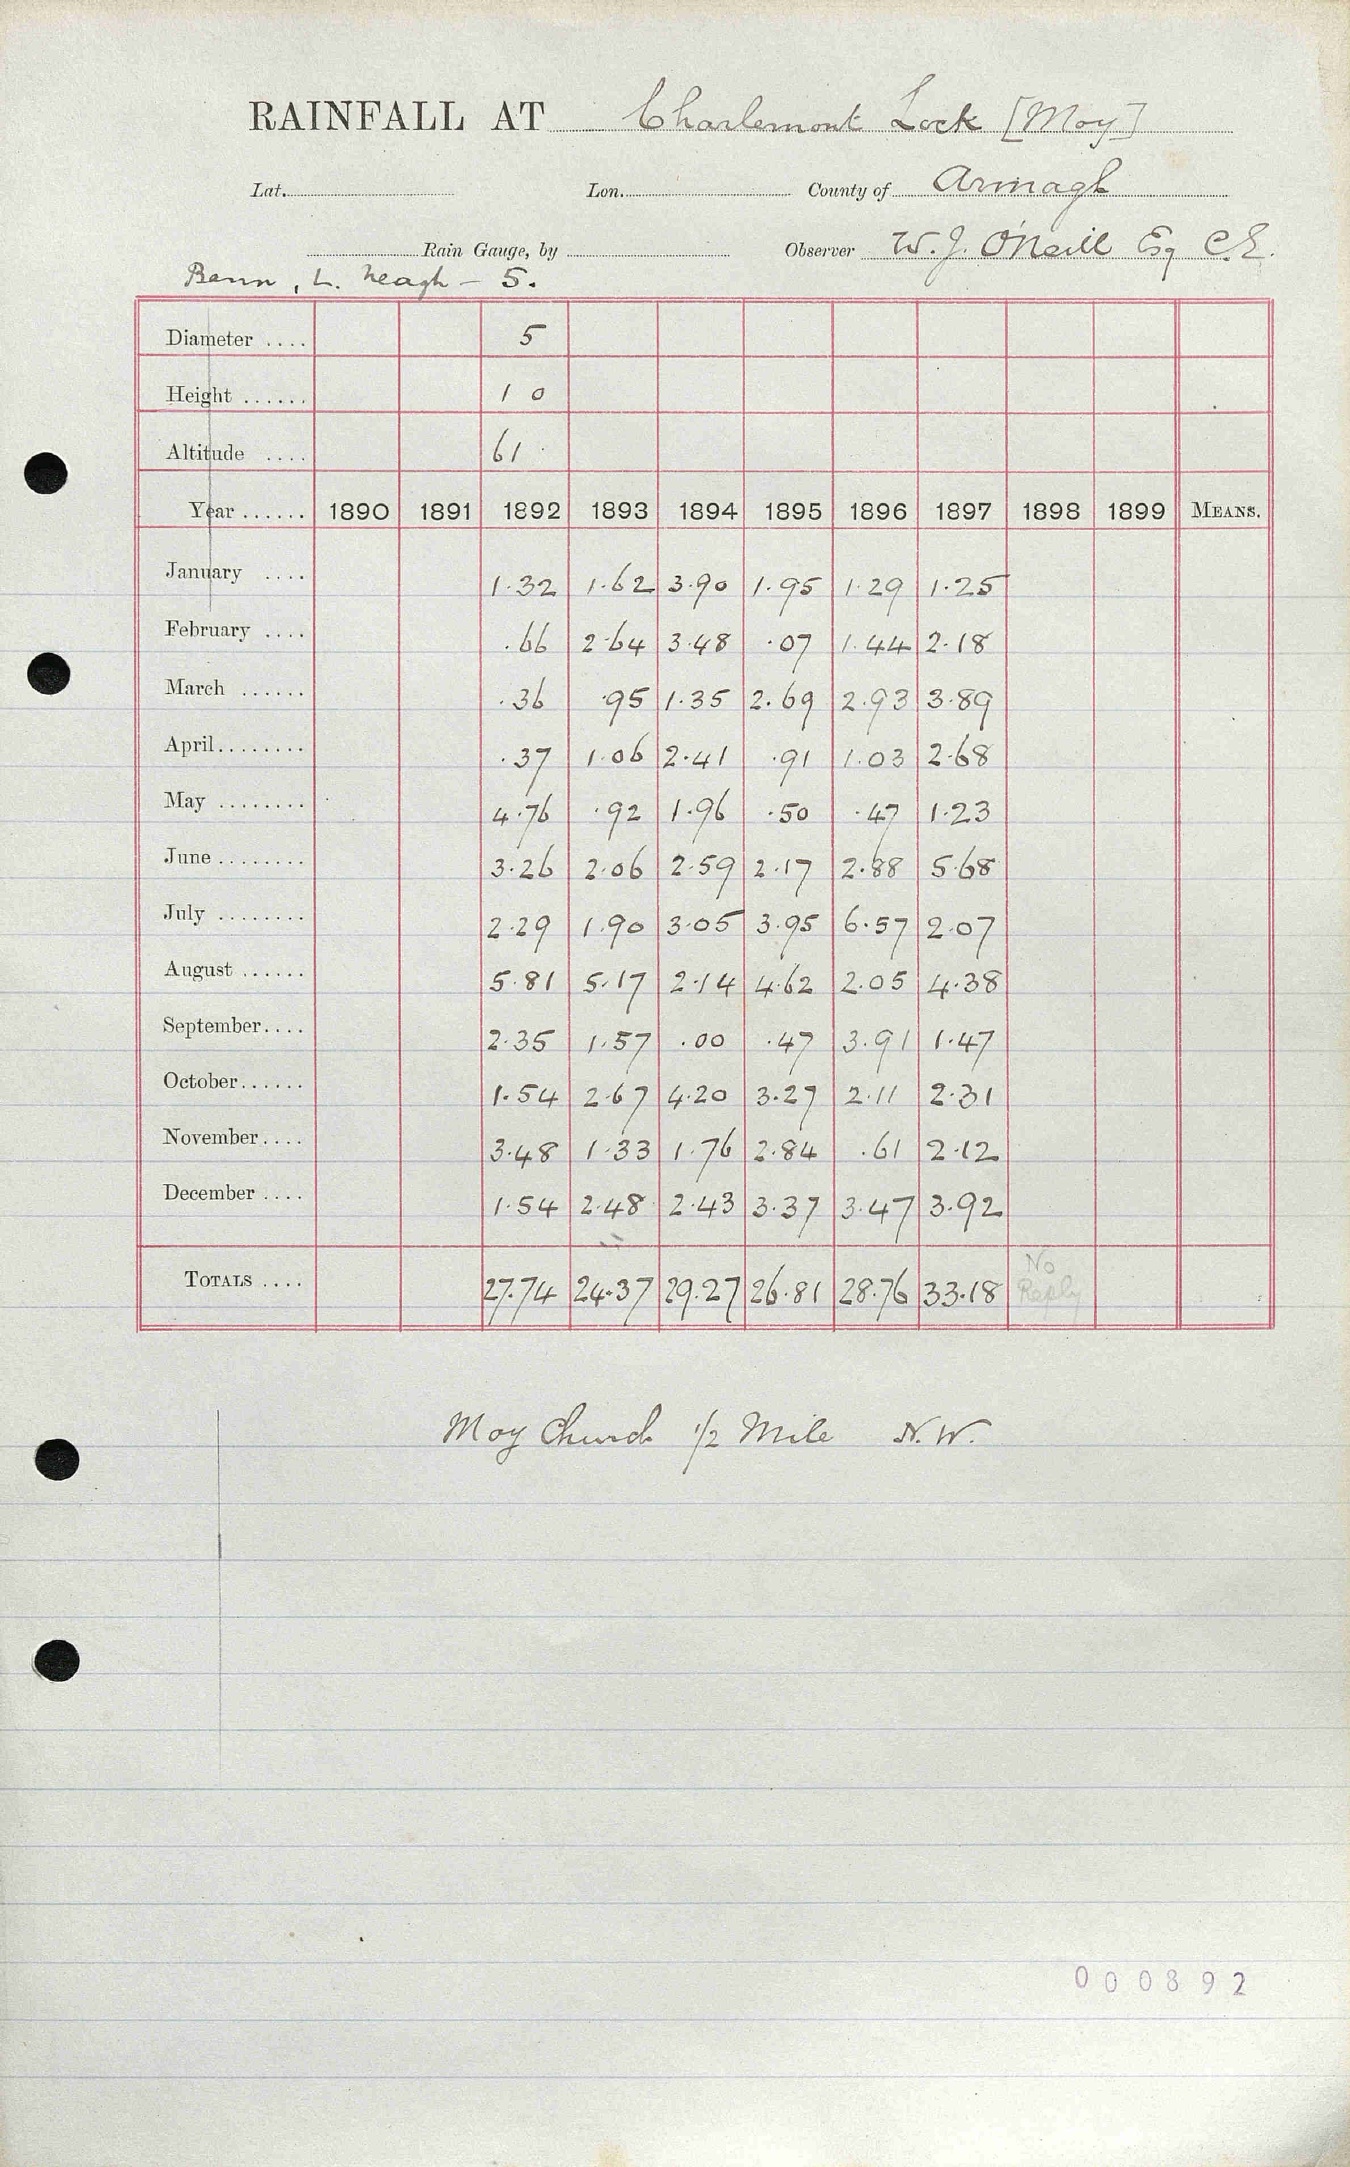 RAINFALL AT Charlemont Lock [Moy]
Lat. Lon. County of Armagh
Rain Gauge, by Observer W. J. O'Neill Esq C.E.
Bann, L. Neagh - 5.
Diameter .... 5
Height ...... 1 0
Altitude .... 61
Year ...... 1890 1891 1892 1893 1894 1895 1896 1897 1898 1899 MEANS.
January .... 1.32 1.62 3.90 1.95 1.29 1.25
February .... .66 2.64 3.48 .07 1.44 2.18
March ...... .36 .95 1.35 2.69 2.93 3.89
April........ .37 1.06 2.41 .91 1.03 2.68
May ........ 4.76 .92 1.96 .50 .47 1.23
June ........ 3.26 2.06 2.59 2.17 2.88 5.68
July ........ 2.29 1.90 3.05 3.95 6.57 2.07
August ...... 5.81 5.17 2.14 4.62 2.05 4.38
September.... 2.35 1.57 .00 .47 3.91 1.47
October...... 1.54 2.67 4.20 3.27 2.11 2.31
November.... 3.48 1.33 1.76 2.84 .61 2.12
December .... 1.54 2.48 2.43 3.37 3.47 3.92
TOTALS .... 27.74 24.37 29.27 26.81 28.76 33.18 No Reply
Moy Church 1/2 Mile N.W.
000892